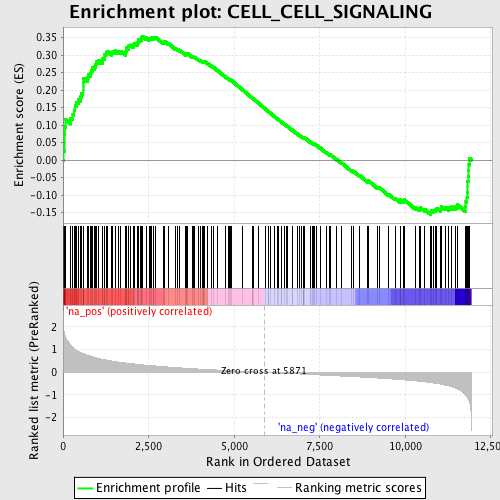 Enrichment plot: CELL_CELL_SIGNALING
Enrichment score (ES)
0.35
0.30
0.25
0.20
0.15
0.10
0.05
0.00
-0.05
-0.10
-0.15
Ranked list metric (PreRanked)
'na_pos' (positively correlated)
2
1
0
-1
-2
Zero cross at 5871
'na_neg' (negatively correlated)
0 2,500 5,000 7,500 10,000 12,500
Rank in Ordered Dataset
Enrichment profile Hits Ranking metric scores